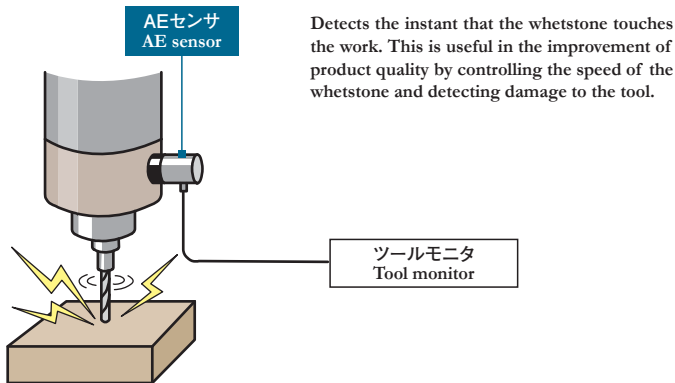 AEセンサ
AE sensor
Detects the instant that the whetstone touches
the work. This is useful in the improvement of
product quality by controlling the speed of the
whetstone and detecting damage to the tool.
ツールモニタ
Tool monitor